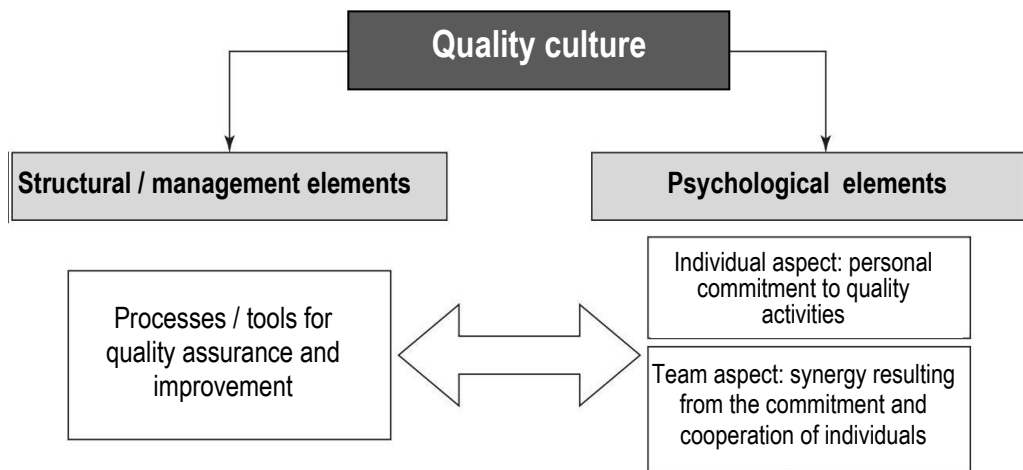 Quality culture
Structural / management elements
Psychological elements
Processes / tools for
quality assurance and
improvement
Individual aspect: personal
commitment to quality
activities
Team aspect: synergy resulting
from the commitment and
cooperation of individuals